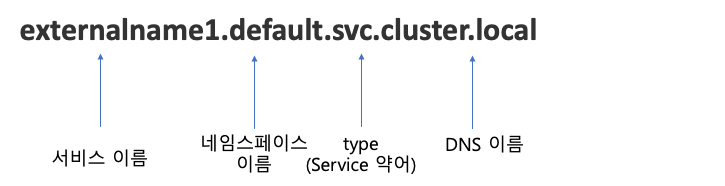 externalname1.default.svc.cluster.local
서비스 이름
네임스페이스
이름
type
(Service 약어)
DNS 이름